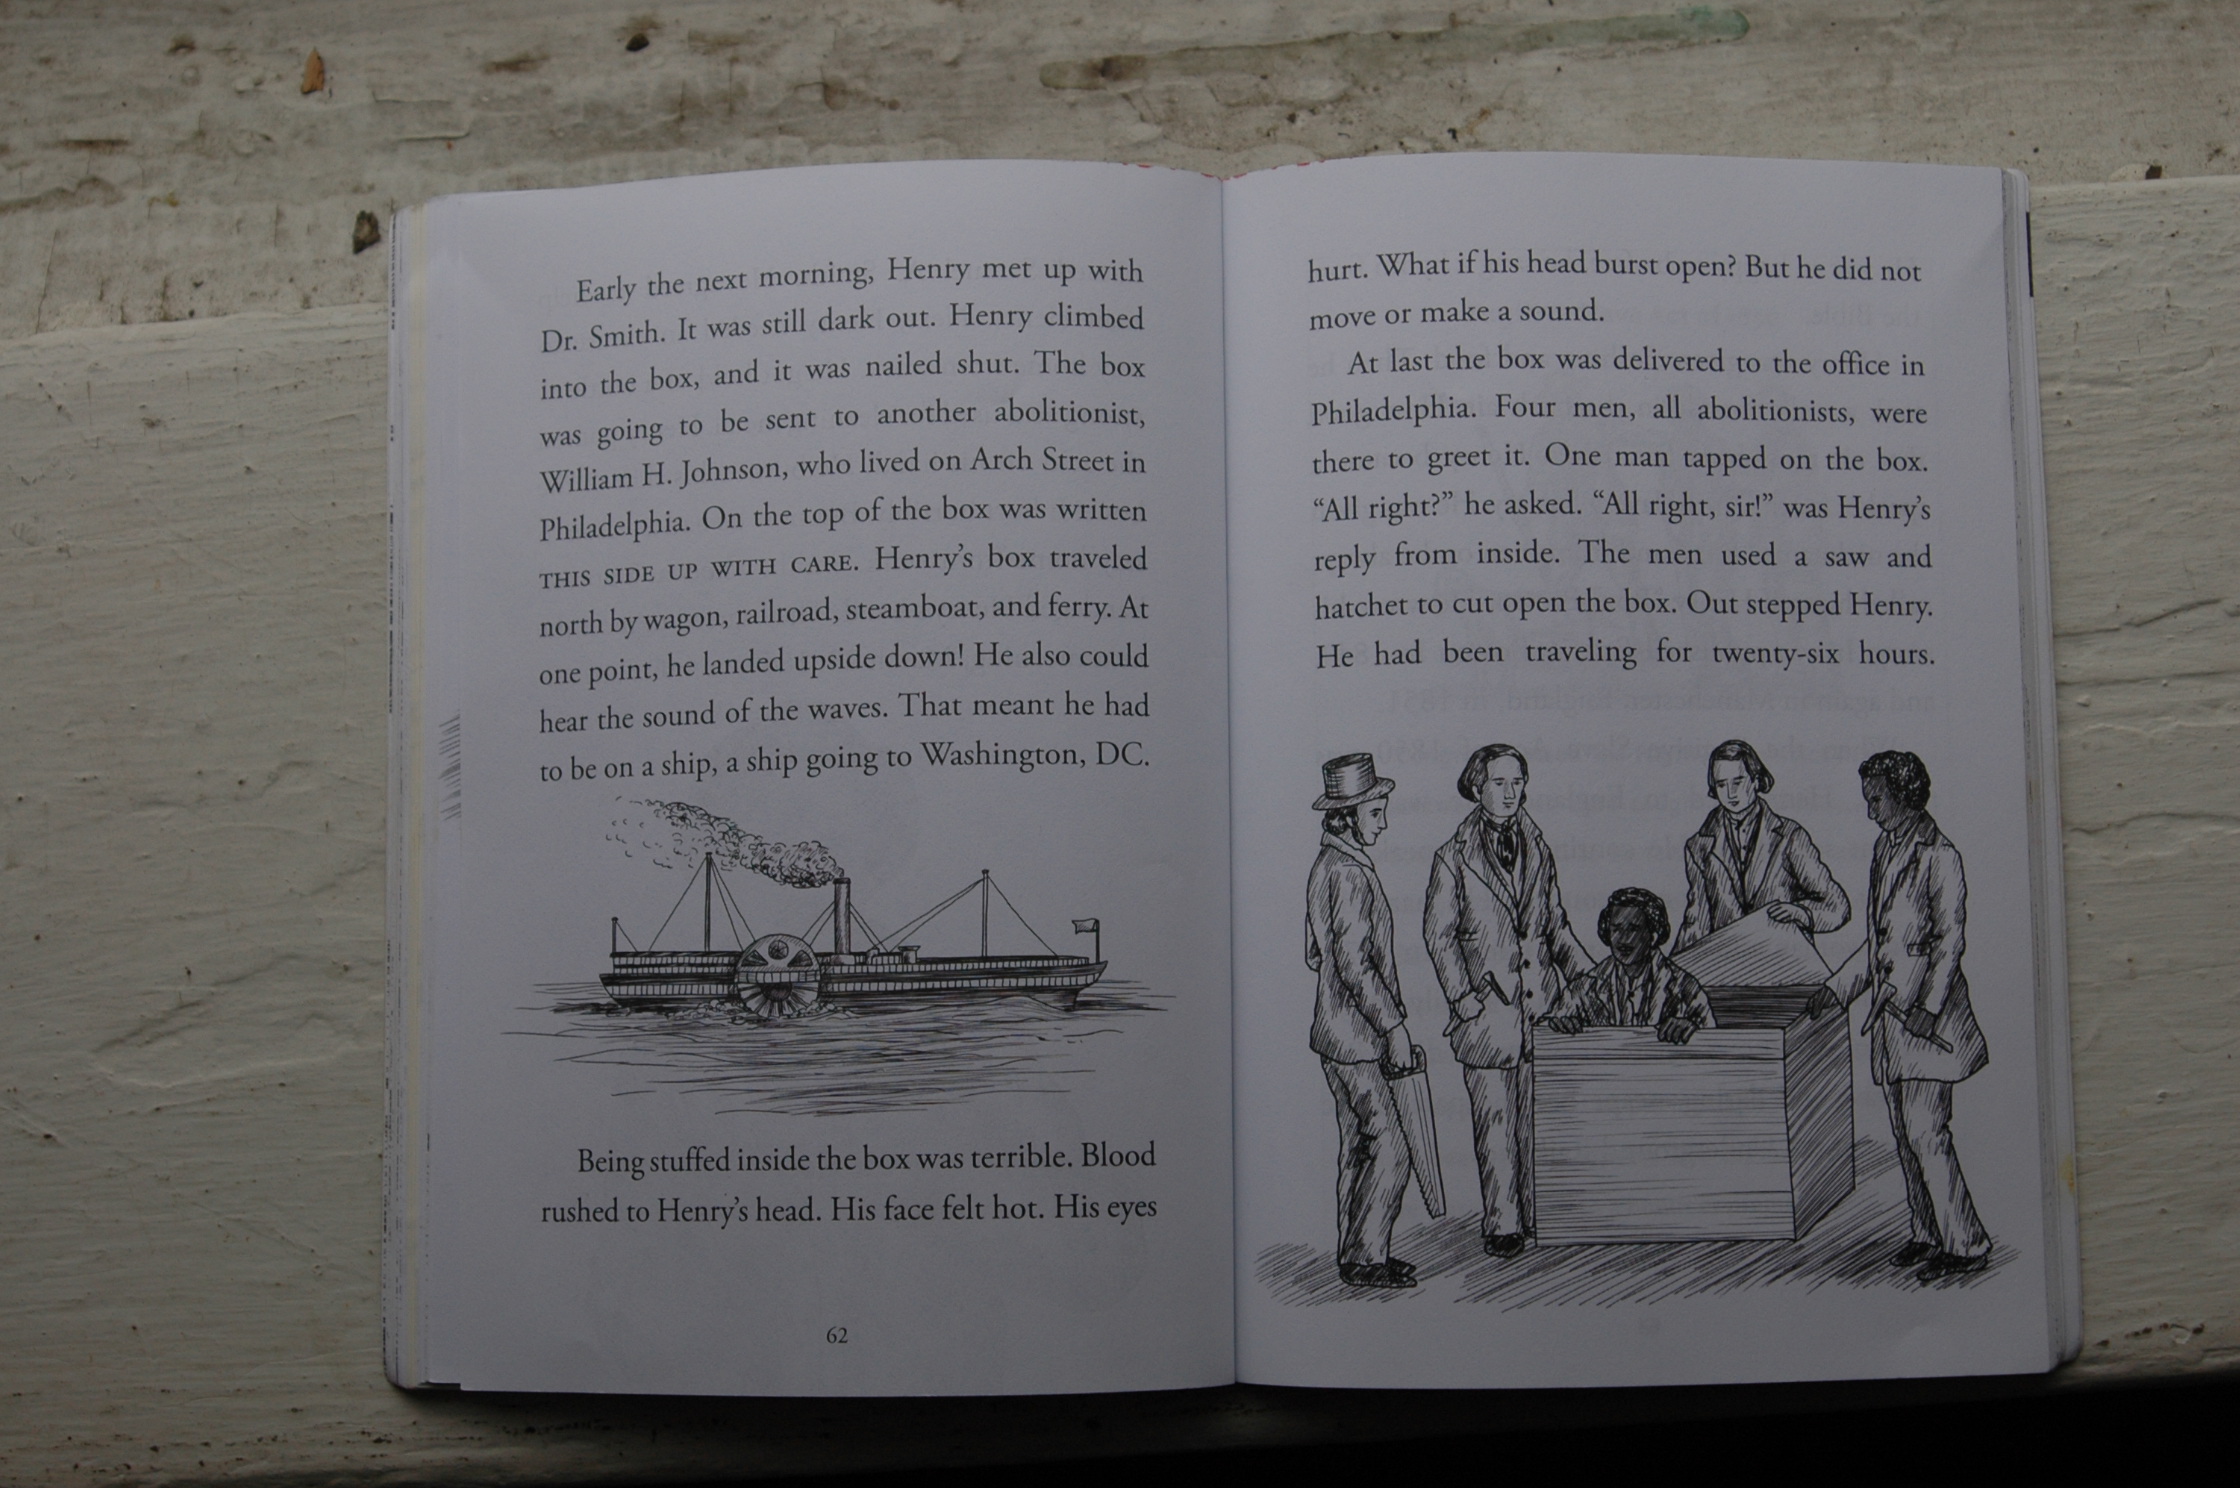 Early the next morning, Henry met up with
Dr. Smith. It was still dark out. Henry climbed
into the box, and it was nailed shut. The box
was going to be sent to another abolitionist,
William H. Johnson, who lived on Arch Street in
Philadelphia. On the top of the box was written
THIS SIDE UP WITH CARE. Henry’s box traveled
north by wagon, railroad, steamboat, and ferry. At
one point, he landed upside down! He also could
hear the sound of the waves. That meant he had
to be on a ship, a ship going to Washington, DC.
Being stuffed inside the box was terrible. Blood
rushed to Henry’s head. His face felt hot. His eyes
62
hurt. What if his head burst open? But he did not
move or make a sound.
At last the box was delivered to the office in
Philadelphia. Four men, all abolitionists, were
there to greet it. One man tapped on the box.
“All right?” he asked. “All right, sir!” was Henry’s
reply from inside. The men used a saw and
hatchet to cut open the box. Out stepped Henry.
He had been traveling for twenty-six hours.